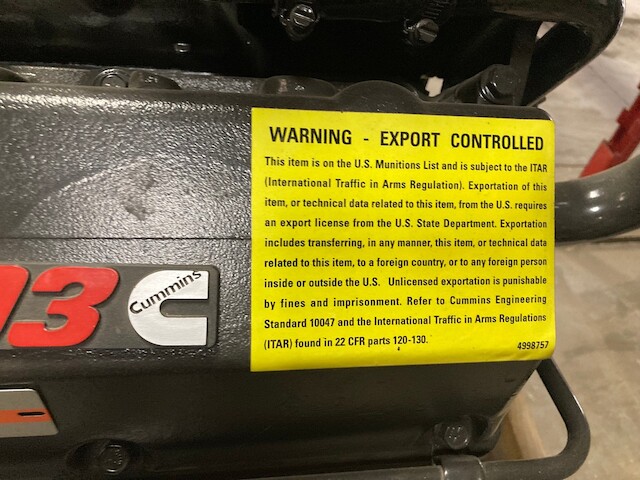 WARNING - EXPORT CONTROLLED
This item is on the U.S. Munitions List and is subject to the ITAR
(International Traffic in Arms Regulation). Exportation of this
item, or technical data related to this item, from the U.S. requires
an export license from the U.S. State Department. Exportation
includes transferring, in any manner, this item, or technical data
related to this item, to a foreign country, or to any foreign person
inside or outside the U.S. Unlicensed exportation is punishable
by fines and imprisonment. Refer to Cummins Engineering
Standard 10047 and the International Traffic in Arms Regulations
(ITAR) found in 22 CFR parts 120-130.
4998757
03
Cummins